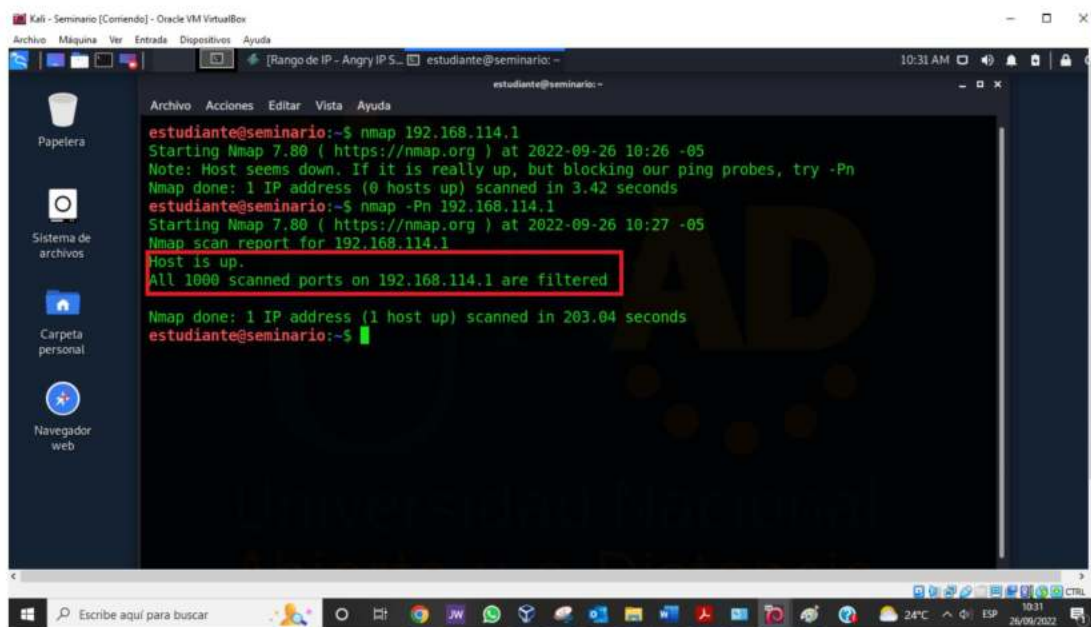 Kali - Seminario [Corriendo] - Oracle VM VirtualBox
Archivo Máquina Ver Entrada Dispositivos Ayuda
[Rango de IP - Angry IP S... estudiante@seminario: ~ 10:31 AM
estudiante@seminario: ~
Archivo Acciones Editar Vista Ayuda
Papelera
Sistema de
archivos
Carpeta
personal
Navegador
web
estudiante@seminario:~$ nmap 192.168.114.1
Starting Nmap 7.80 ( https://nmap.org ) at 2022-09-26 10:26 -05
Note: Host seems down. If it is really up, but blocking our ping probes, try -Pn
Nmap done: 1 IP address (0 hosts up) scanned in 3.42 seconds
estudiante@seminario:~$ nmap -Pn 192.168.114.1
Starting Nmap 7.80 ( https://nmap.org ) at 2022-09-26 10:27 -05
Nmap scan report for 192.168.114.1
Host is up.
All 1000 scanned ports on 192.168.114.1 are filtered
Nmap done: 1 IP address (1 host up) scanned in 203.04 seconds
estudiante@seminario:~$
AD
Universidad Nacional
CTRL
Escribe aquí para buscar
JW
24°C ESP 10:31
26/09/2022